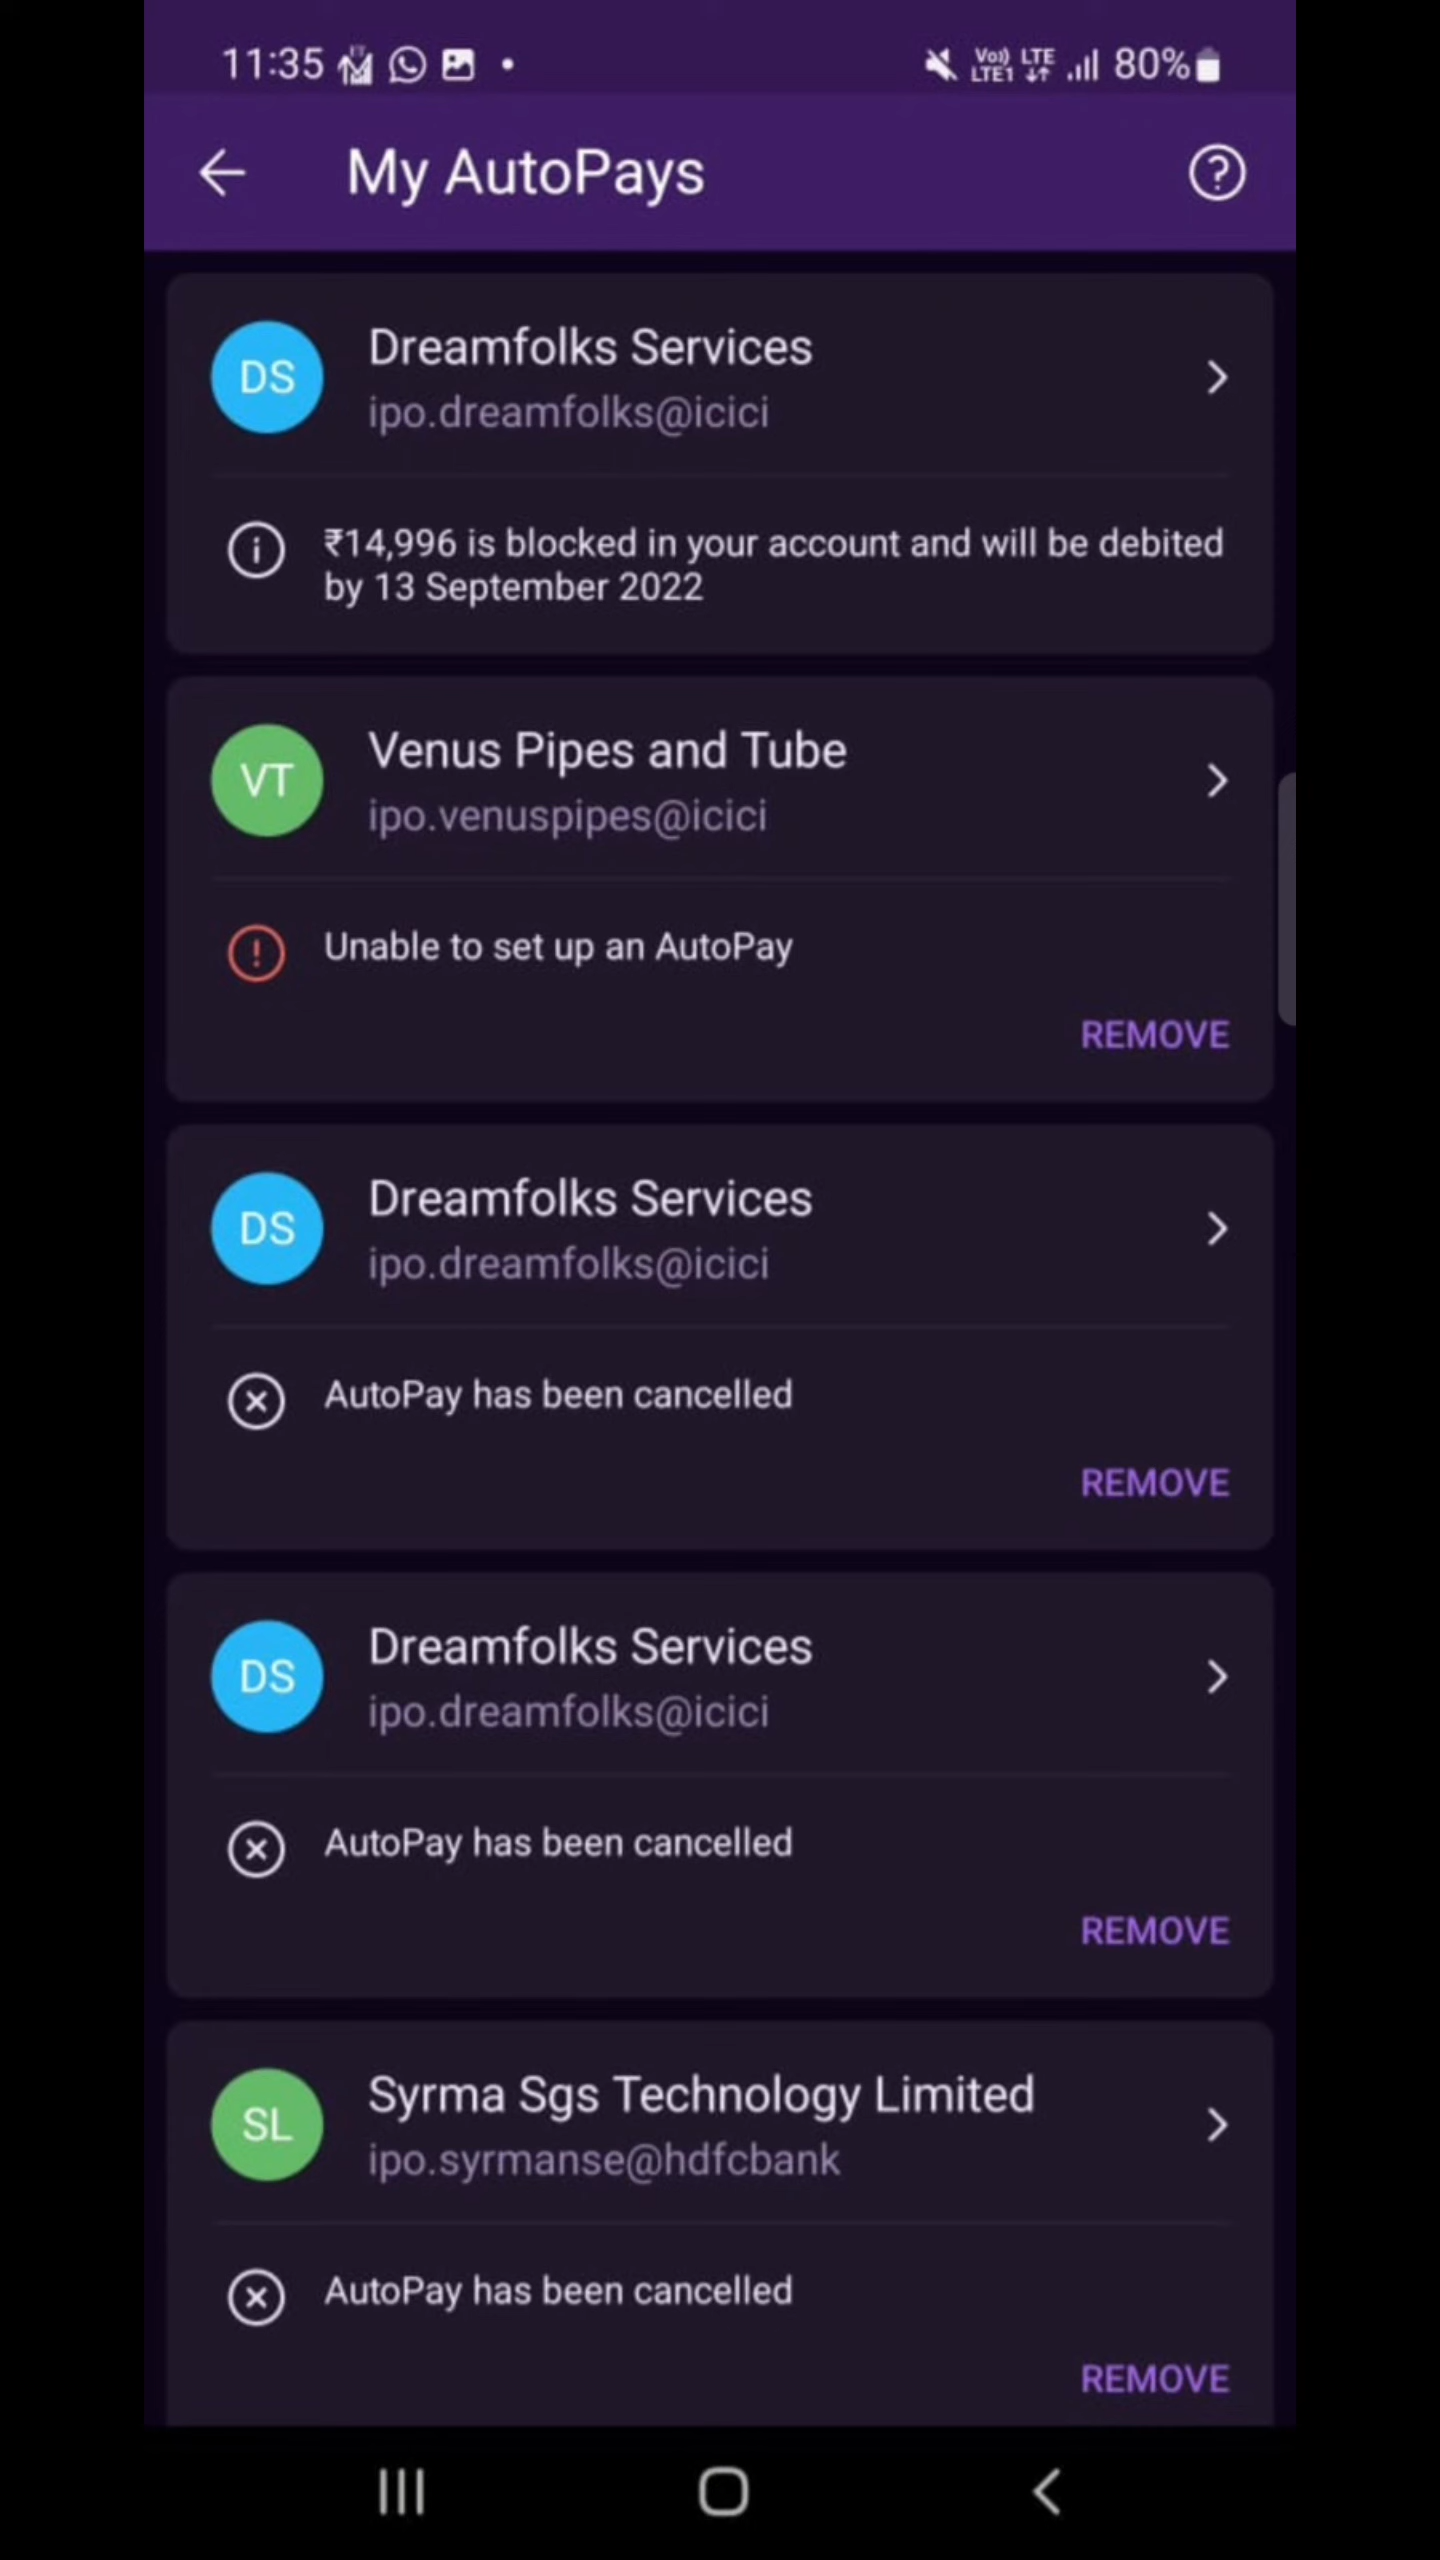 11:35
Vo)) LTE
LTE1
80%
My AutoPays
DS
Dreamfolks Services
ipo.dreamfolks@icici
₹14,996 is blocked in your account and will be debited
by 13 September 2022
VT
Venus Pipes and Tube
ipo.venuspipes@icici
Unable to set up an AutoPay
REMOVE
DS
Dreamfolks Services
ipo.dreamfolks@icici
AutoPay has been cancelled
REMOVE
DS
Dreamfolks Services
ipo.dreamfolks@icici
AutoPay has been cancelled
REMOVE
SL
Syrma Sgs Technology Limited
ipo.syrmanse@hdfcbank
AutoPay has been cancelled
REMOVE